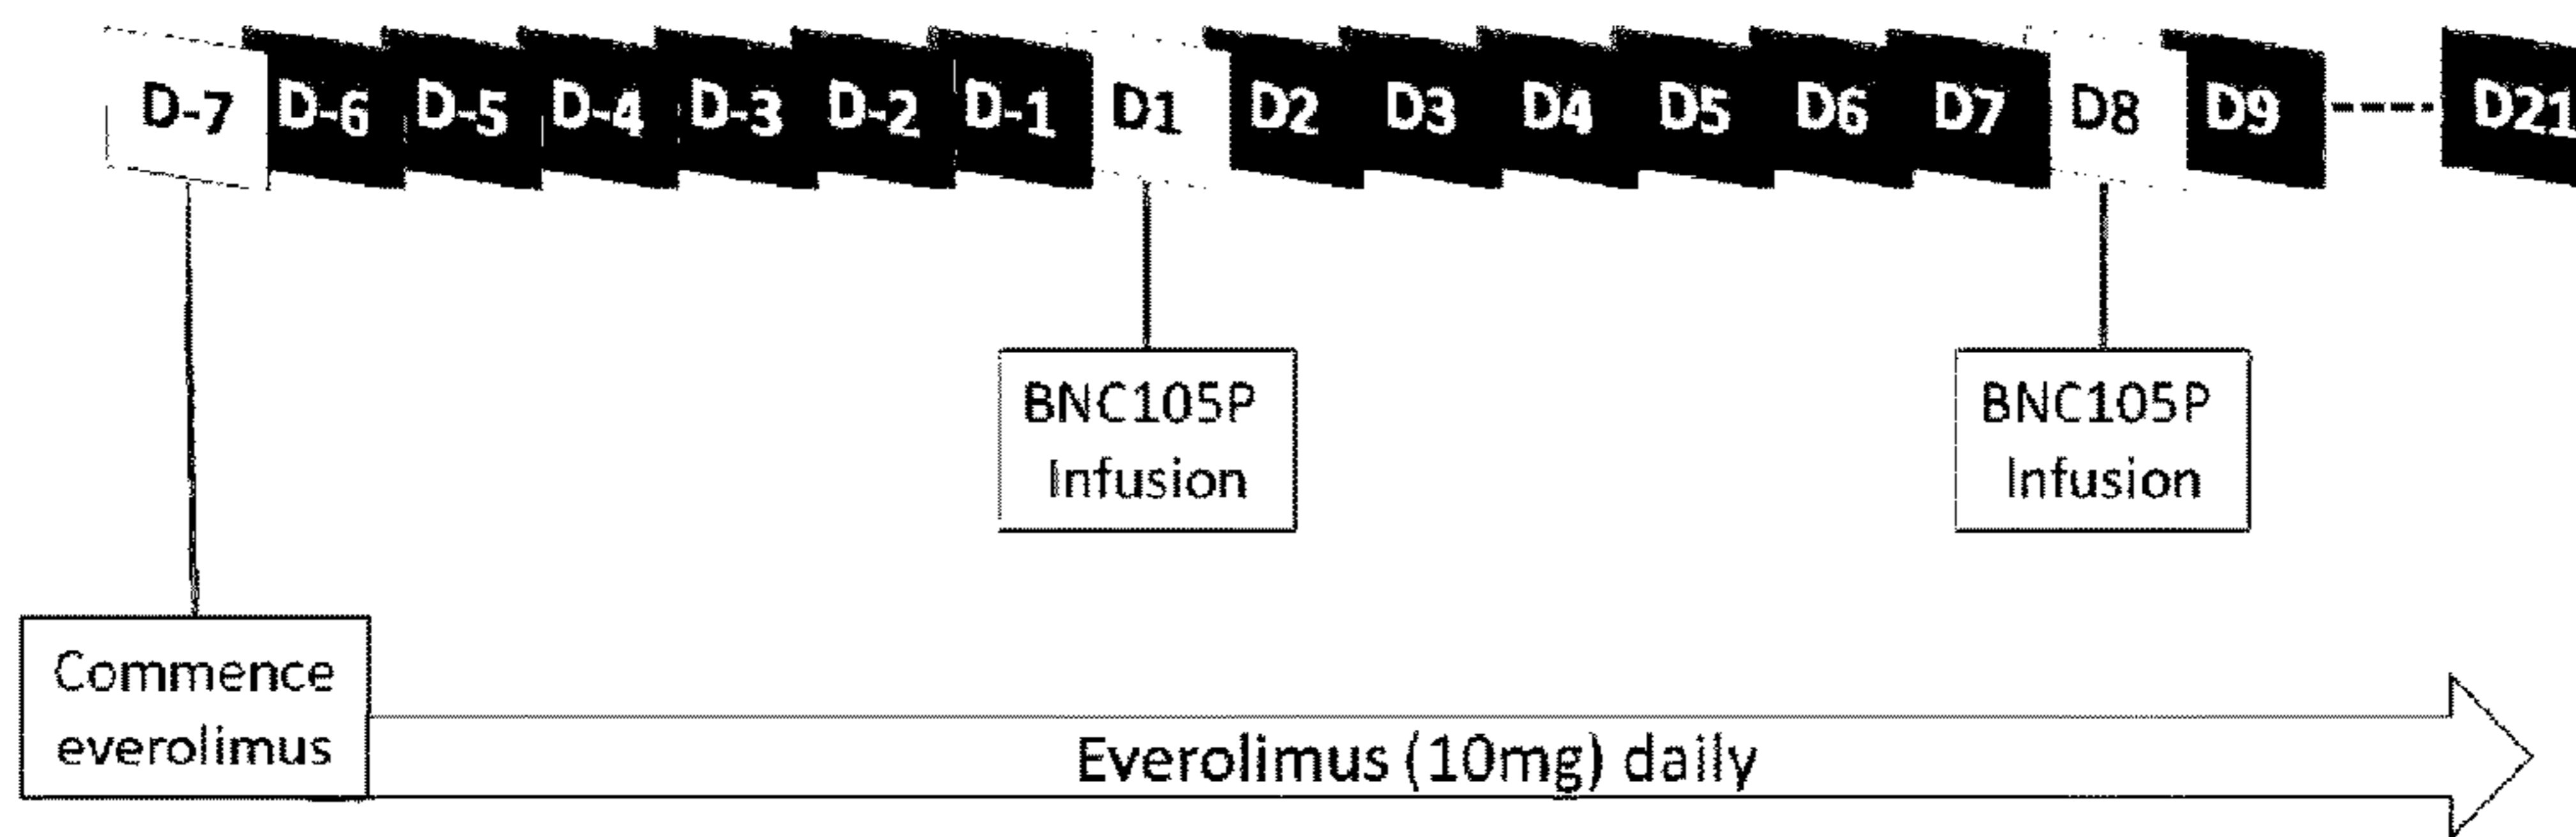 D-7 D-6 D-5 D-4 D-3 D-2 D-1 D1 D2 D3 D4 D5 D6 D7 D8 D9 D21
BNC105P
Infusion
BNC105P
Infusion
Commence
everolimus
Everolimus (10mg) daily